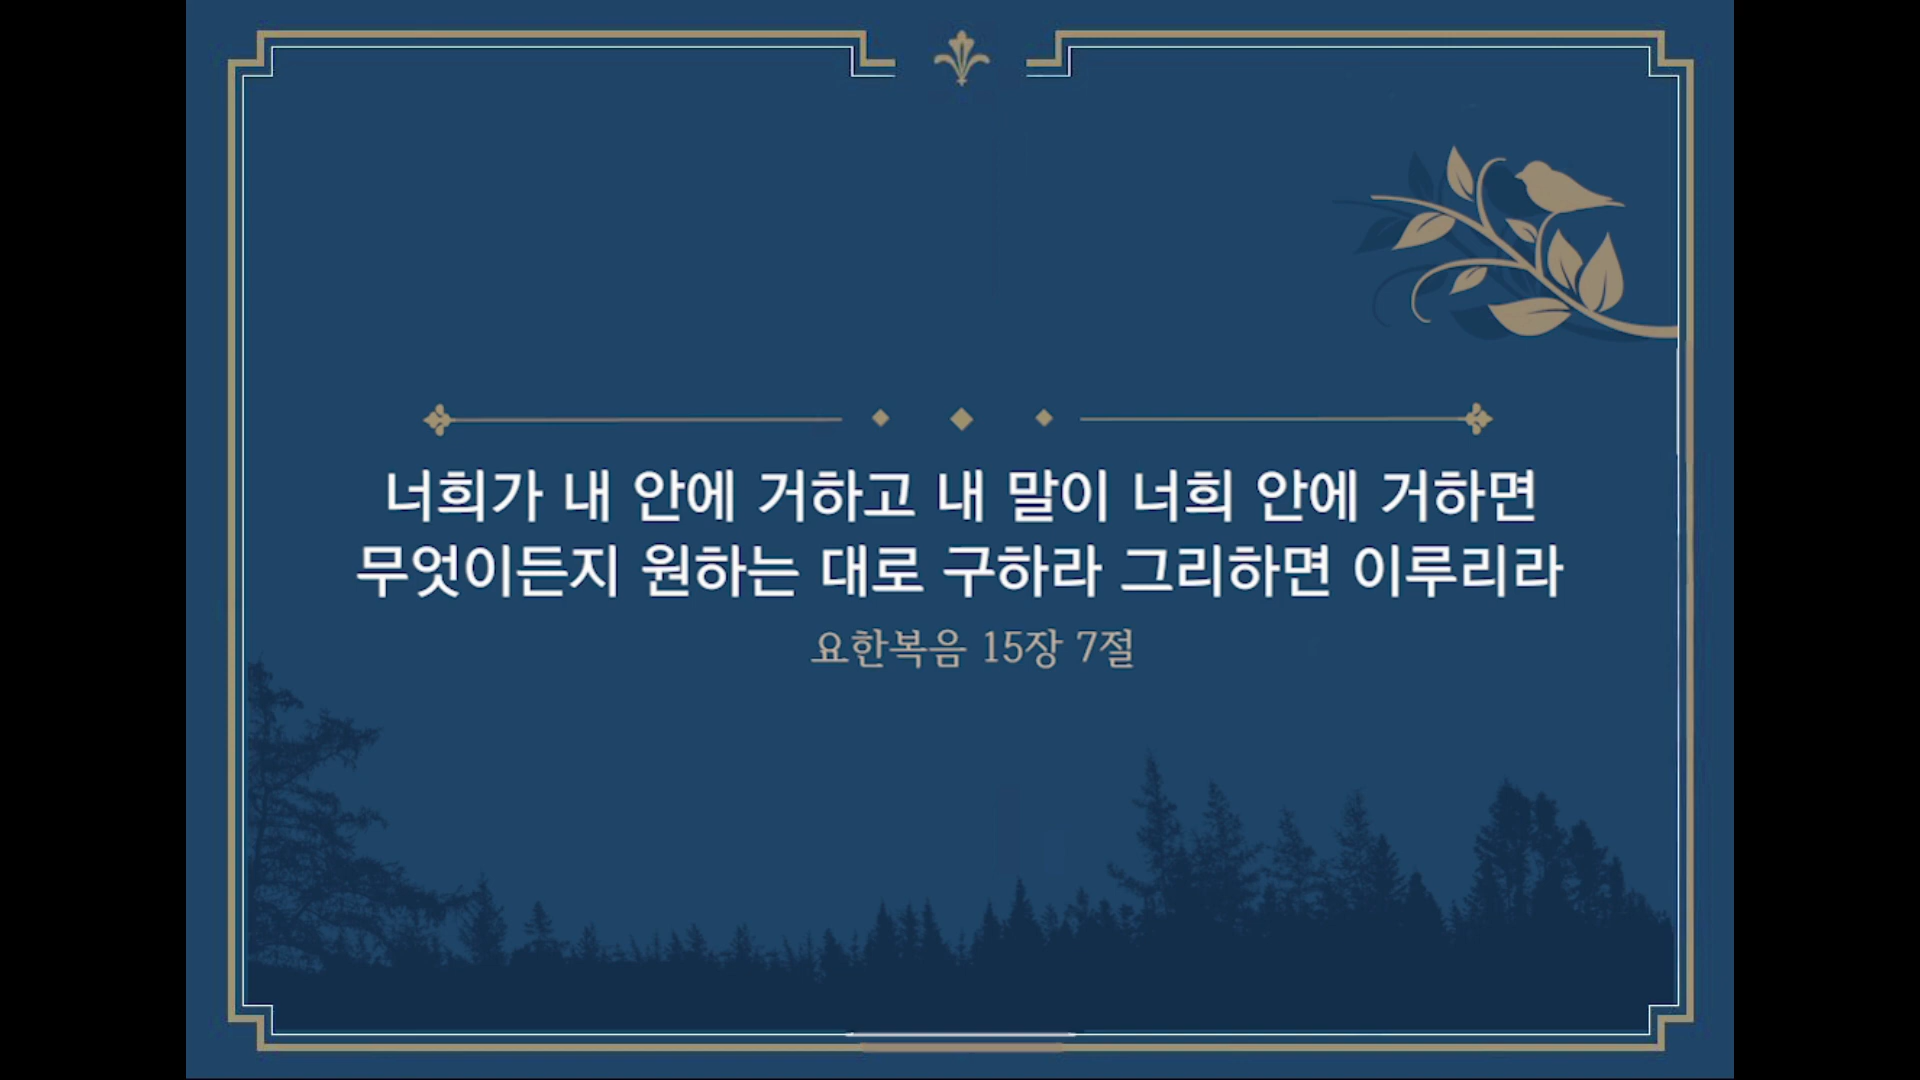 너희가 내 안에 거하고 내 말이 너희 안에 거하면
무엇이든지 원하는 대로 구하라 그리하면 이루리라
요한복음 15장 7절